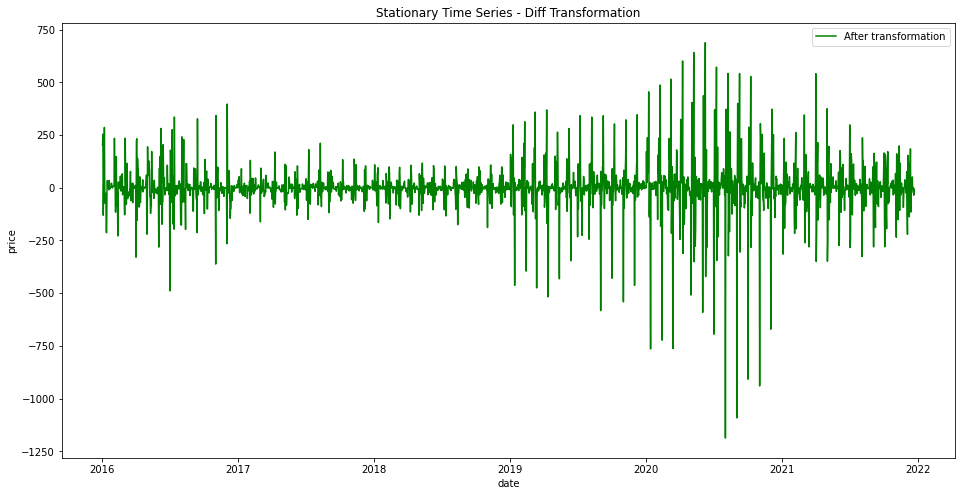 Stationary Time Series - Diff Transformation
After transformation
750
500
250
0
-250
-500
-750
-1000
-1250
price
2016 2017 2018 2019 2020 2021 2022
date